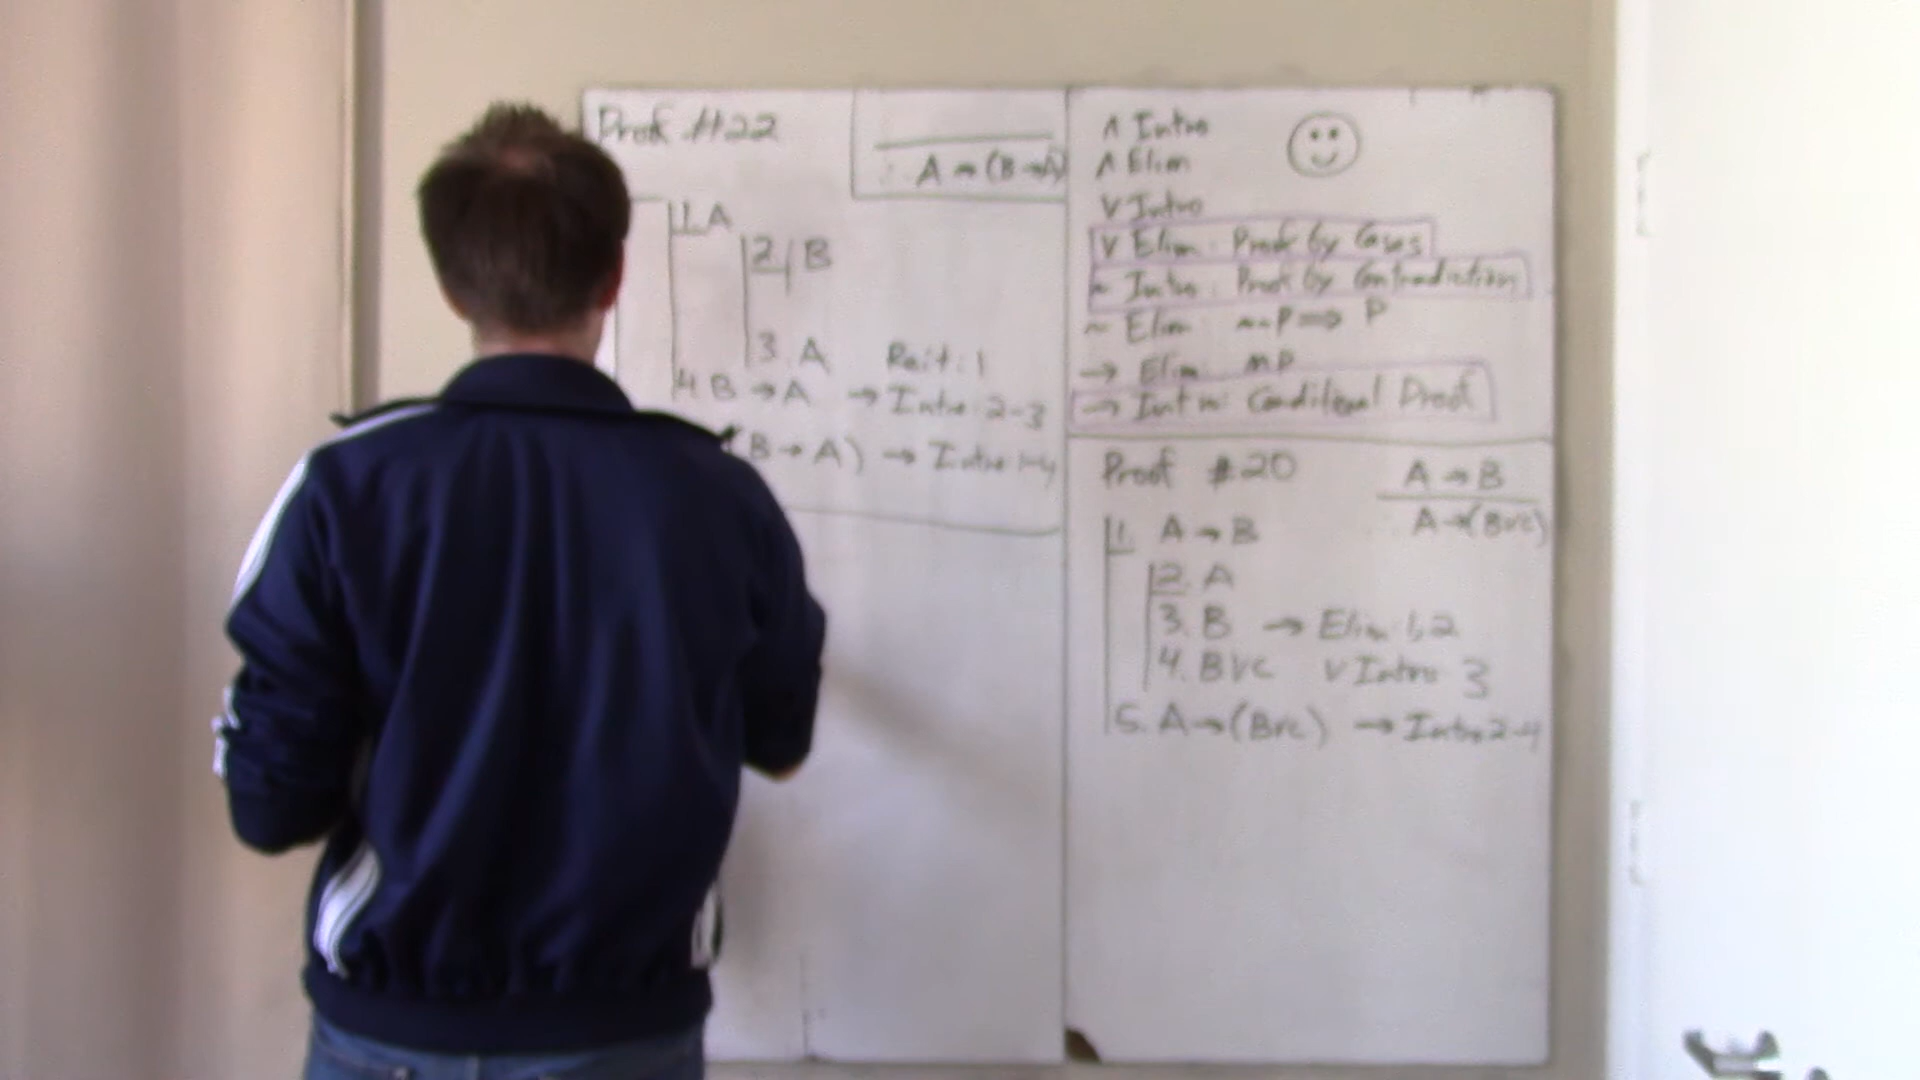 Proof #22
∴ A → (B → A)
1. A
2. B
3. A Reit: 1
4. B → A → Intro: 2-3
(B → A) → Intro 1-4
∧ Intro
∧ Elim
∨ Intro
∨ Elim: Proof by Cases
~ Intro: Proof by Contradiction
~ Elim: ~~P ⟹ P
→ Elim: MP
→ Intro: Conditional Proof
Proof #20
A → B
A → (B∨C)
1. A → B
2. A
3. B → Elim 1,2
4. B∨C ∨ Intro 3
5. A → (B∨C) → Intro 2-4